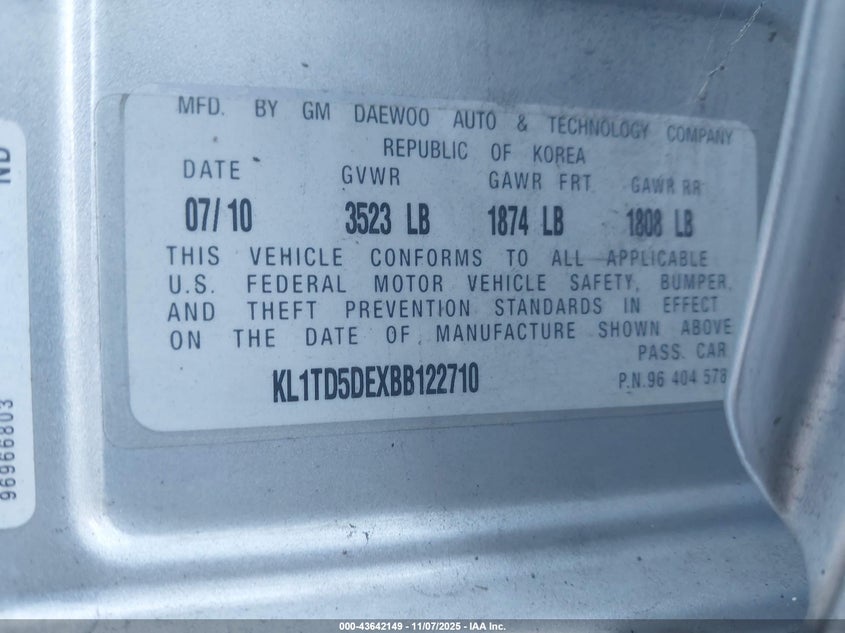 MFD. BY GM DAEWOO AUTO & TECHNOLOGY COMPANY
REPUBLIC OF KOREA
DATE GVWR GAWR FRT GAWR RR
07/10 3523 LB 1874 LB 1808 LB
THIS VEHICLE CONFORMS TO ALL APPLICABLE
U.S. FEDERAL MOTOR VEHICLE SAFETY, BUMPER,
AND THEFT PREVENTION STANDARDS IN EFFECT
ON THE DATE OF MANUFACTURE SHOWN ABOVE
PASS. CAR
KL1TD5DEXBB122710 P.N.96 404 578
ND
96966803
000-43642149 - 11/07/2025 - IAA Inc.